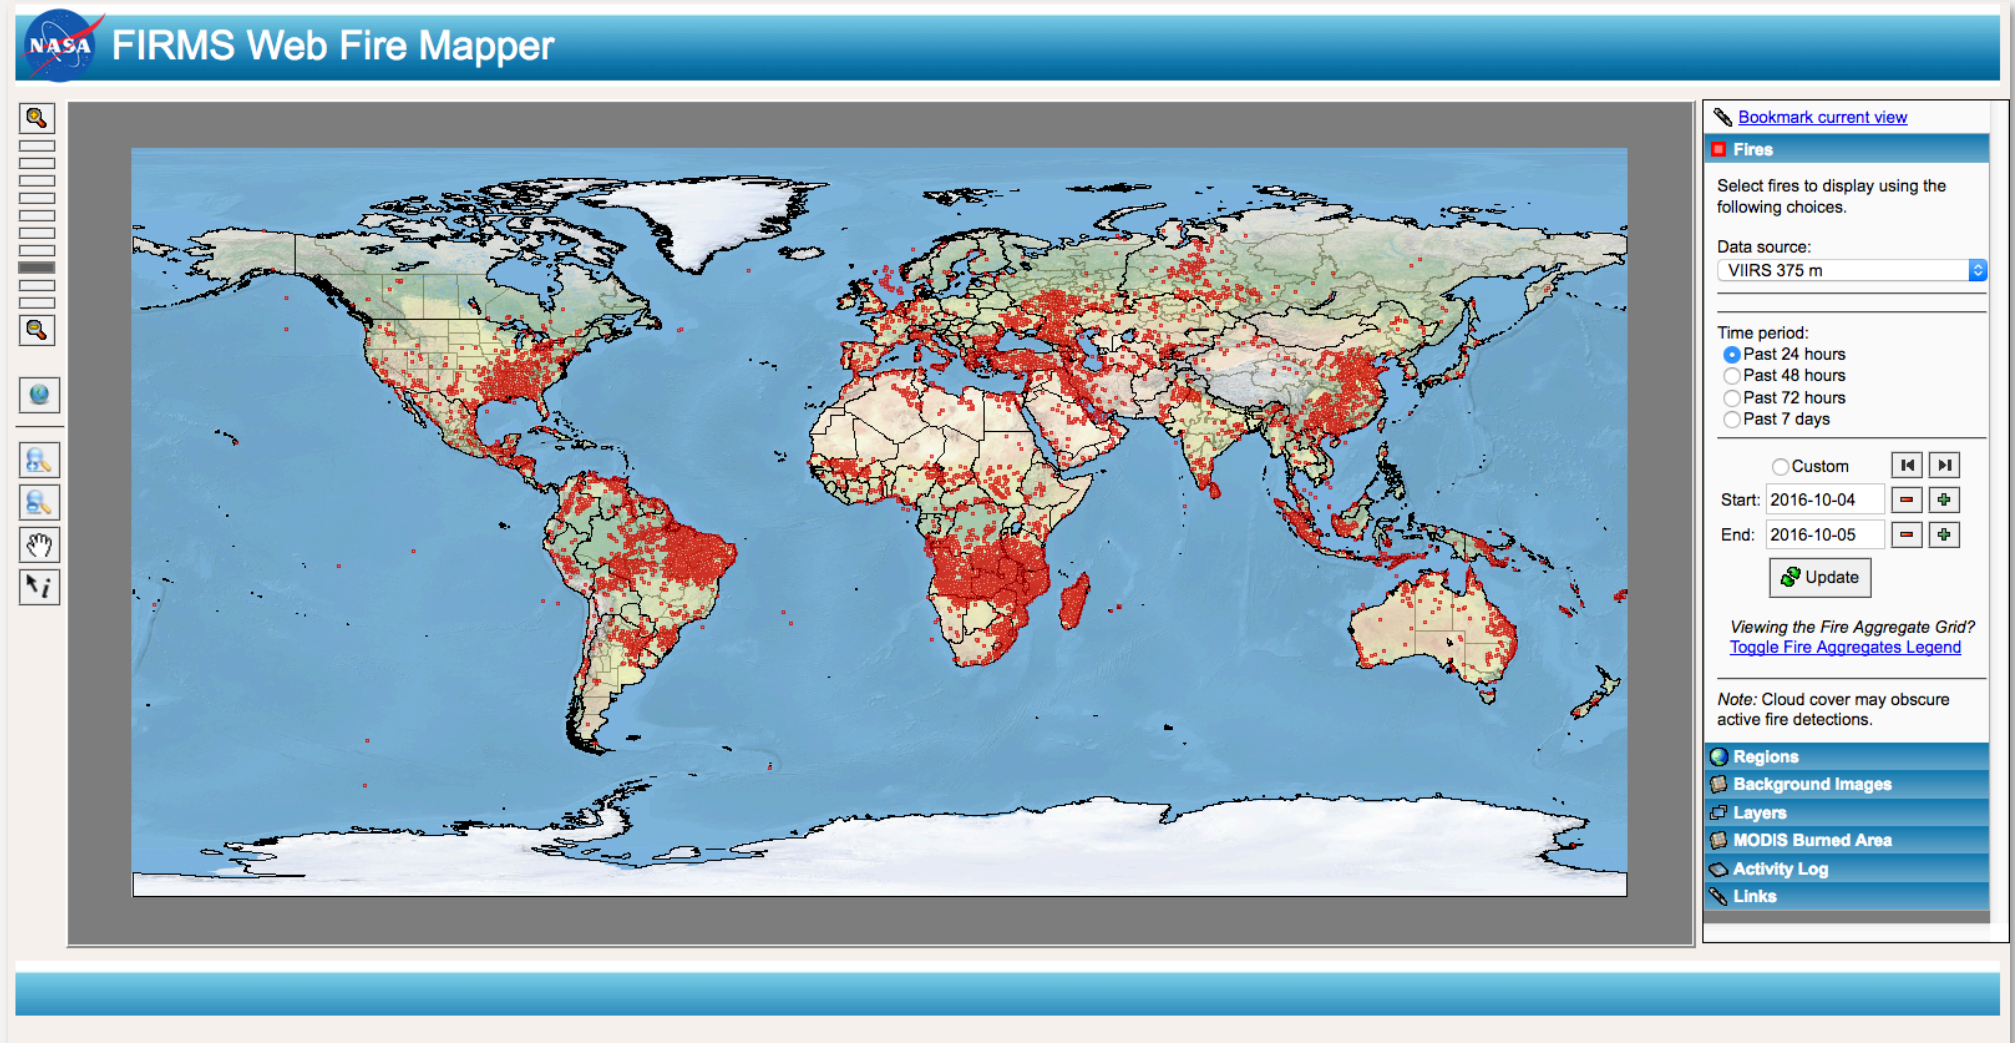 NASA
FIRMS Web Fire Mapper
Bookmark current view
Fires
Select fires to display using the
following choices.
Data source:
VIIRS 375 m
Time period:
Past 24 hours
Past 48 hours
Past 72 hours
Past 7 days
Custom
Start: 2016-10-04
End: 2016-10-05
Update
Viewing the Fire Aggregate Grid?
Toggle Fire Aggregates Legend
Note: Cloud cover may obscure
active fire detections.
Regions
Background Images
Layers
MODIS Burned Area
Activity Log
Links
i